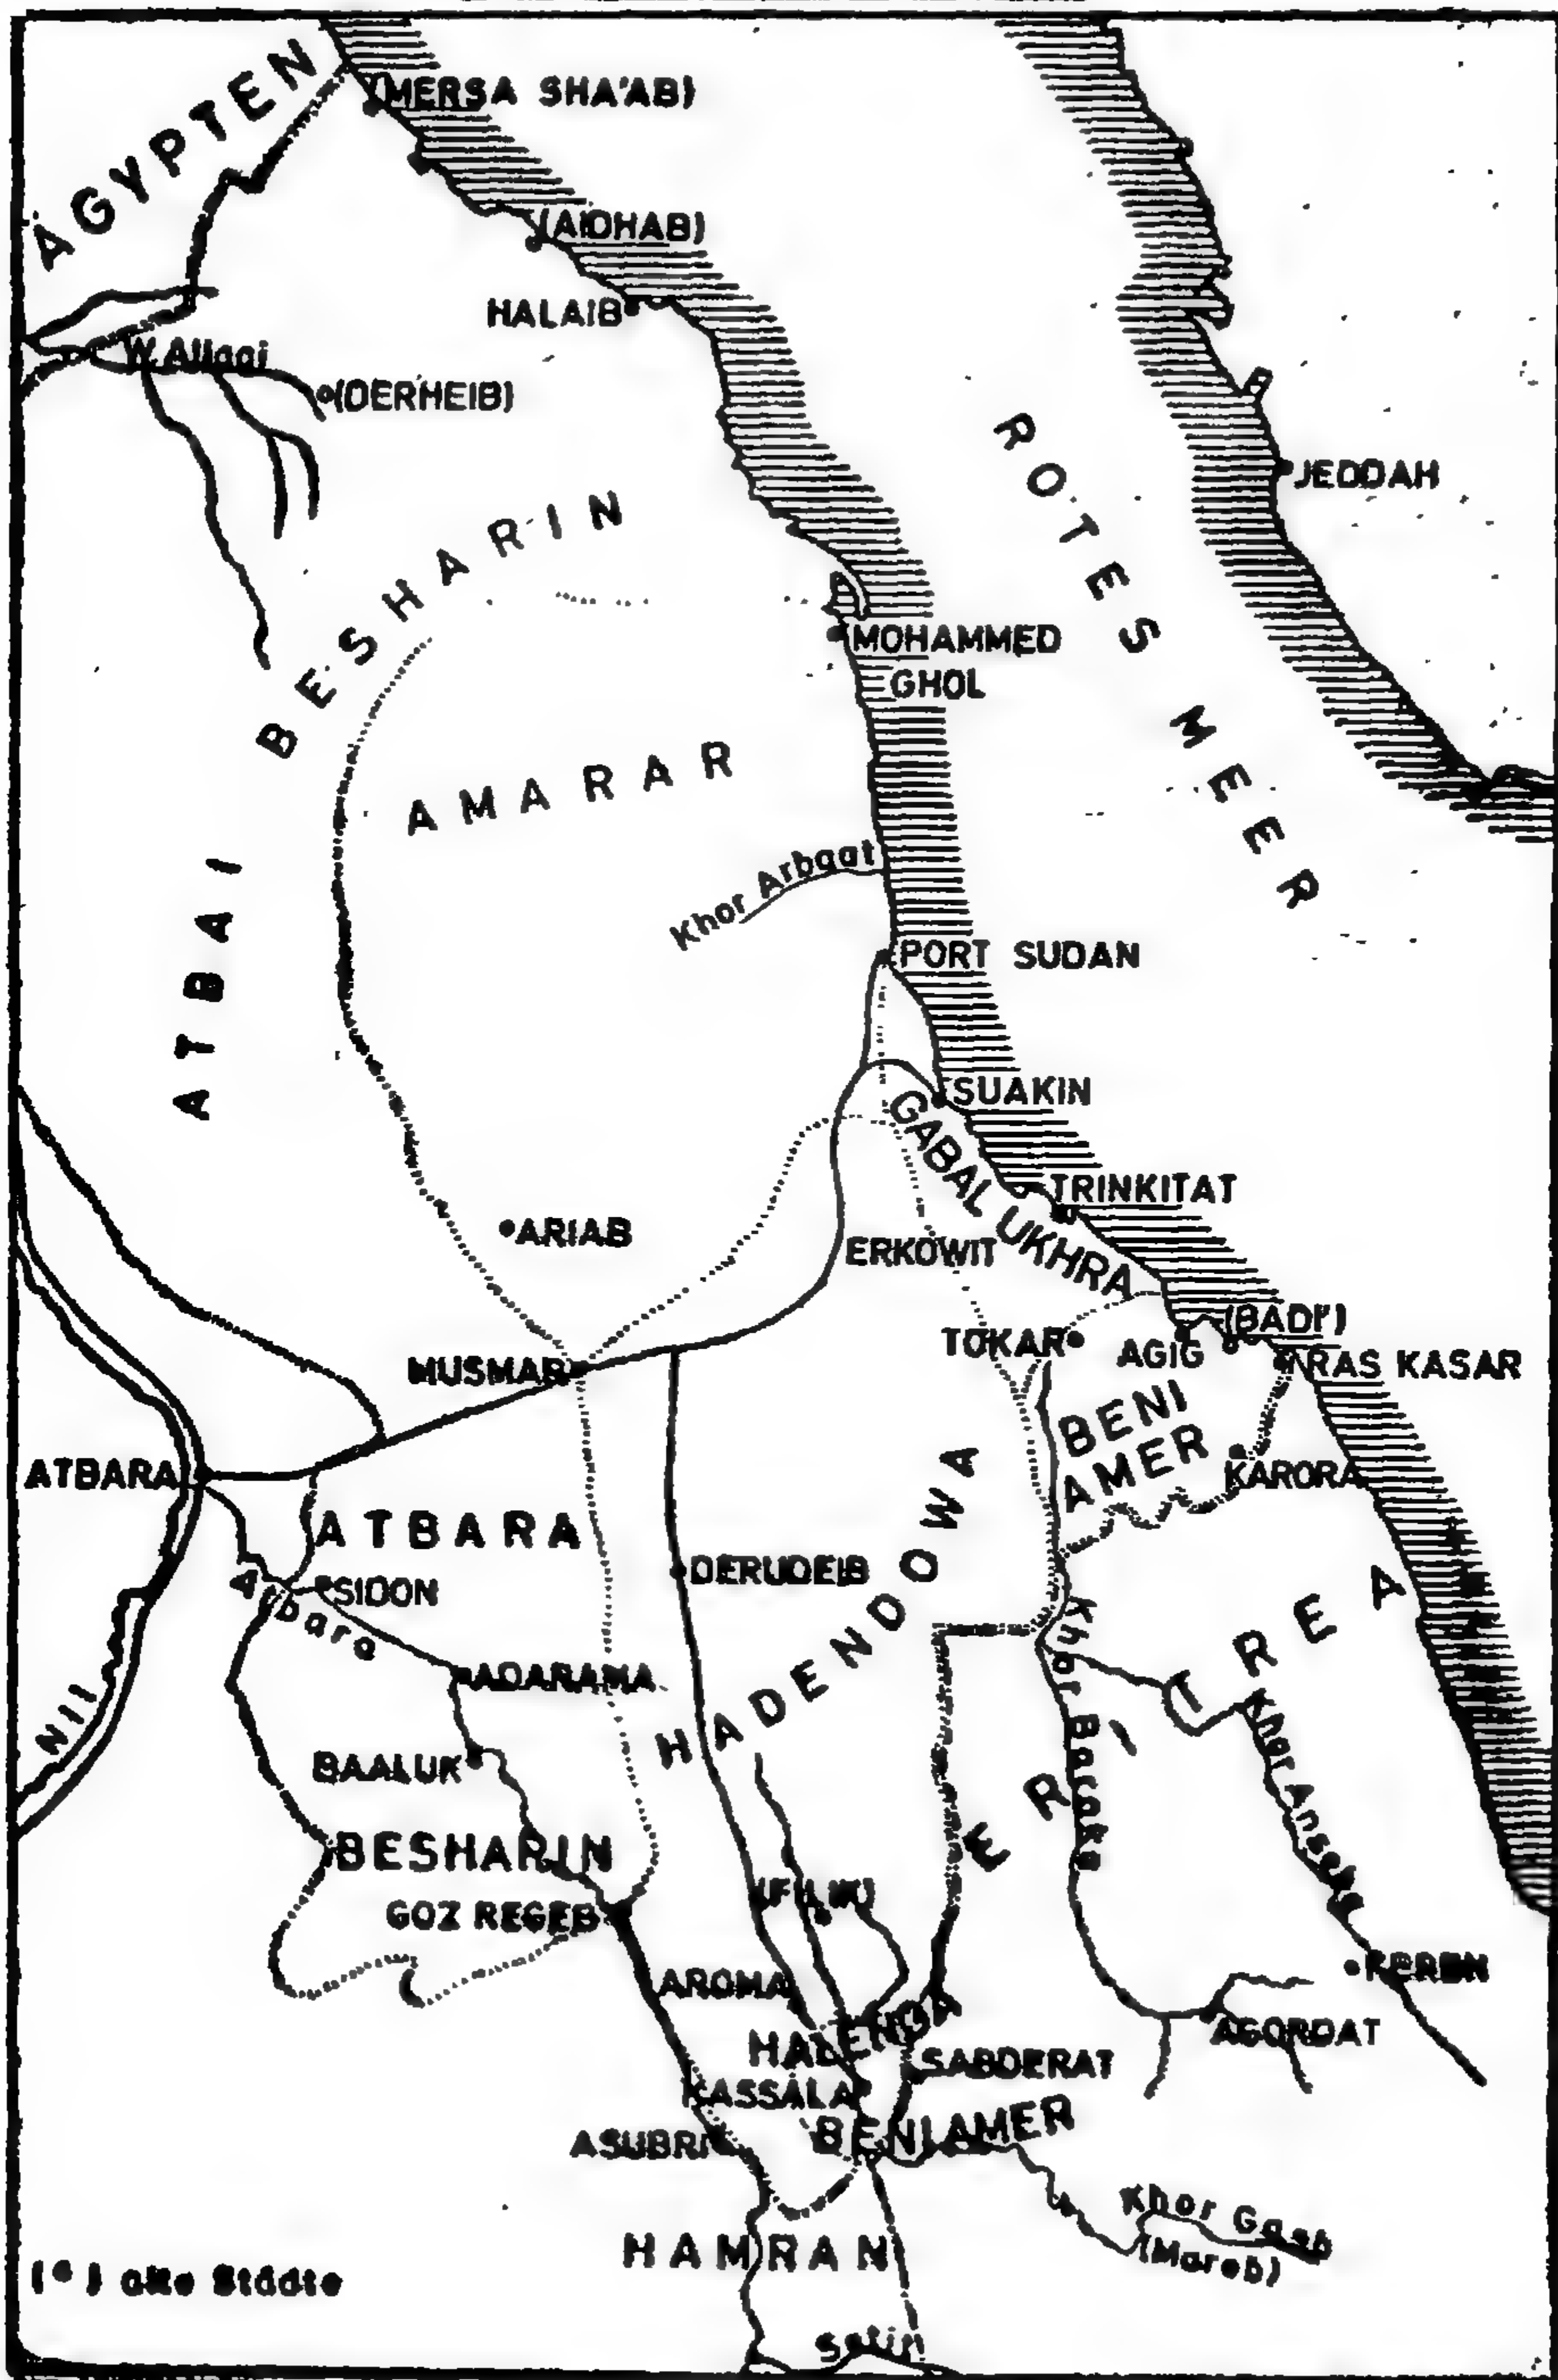 ÄGYPTEN
(MERSA SHA'AB)
(AIDHAB)
HALAIB
W. Allaqi
(DERHEIB)
ROTES MEER
JEDDAH
BESHARIN
MOHAMMED
GHOL
AMARAR
ATBAI
Khor Arbaat
PORT SUDAN
SUAKIN
GABAL UKHRA
TRINKITAT
ARIAB
ERKOWIT
TOKAR
AGIG
(BADI')
RAS KASAR
MUSMAR
BENI
AMER
KARORA
ATBARA
ATBARA
DERUDEIB
SIDON
Atbara
HADENDOWA
ERITREA
ADARAMA
Khor Baraka
Khor Anseba
NIl
BAALUK
BESHARIN
(FILIK)
GOZ REGEB
AROMA
KEREN
HALENGA
AGORDAT
SABDERAT
KASSALA
BENI AMER
ASUBRI
Khor Gash
(Mareb)
HAMRAN
(°) alte Städte
Setit